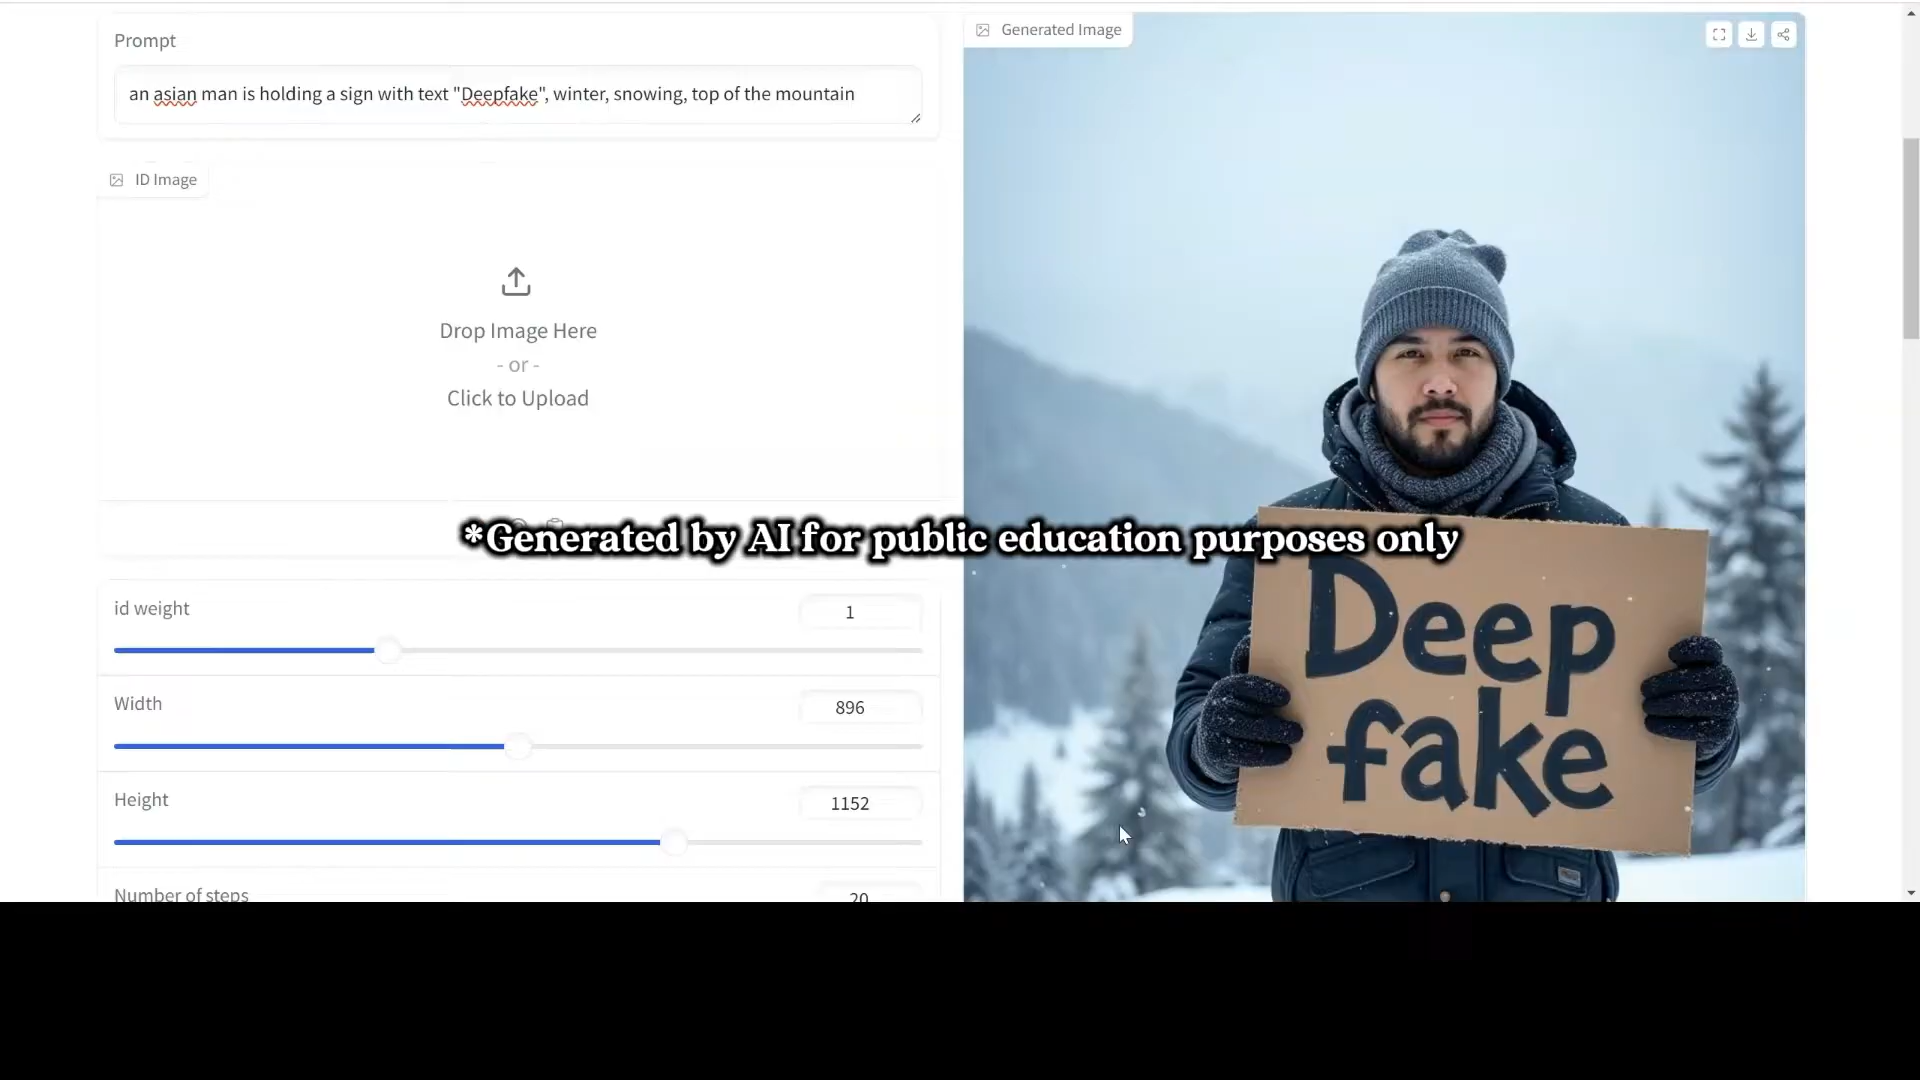 Prompt
an asian man is holding a sign with text "Deepfake", winter, snowing, top of the mountain
ID Image
Drop Image Here
- or -
Click to Upload
id weight
1
Width
896
Height
1152
Number of steps
20
Generated Image
*Generated by AI for public education purposes only
Deep
fake